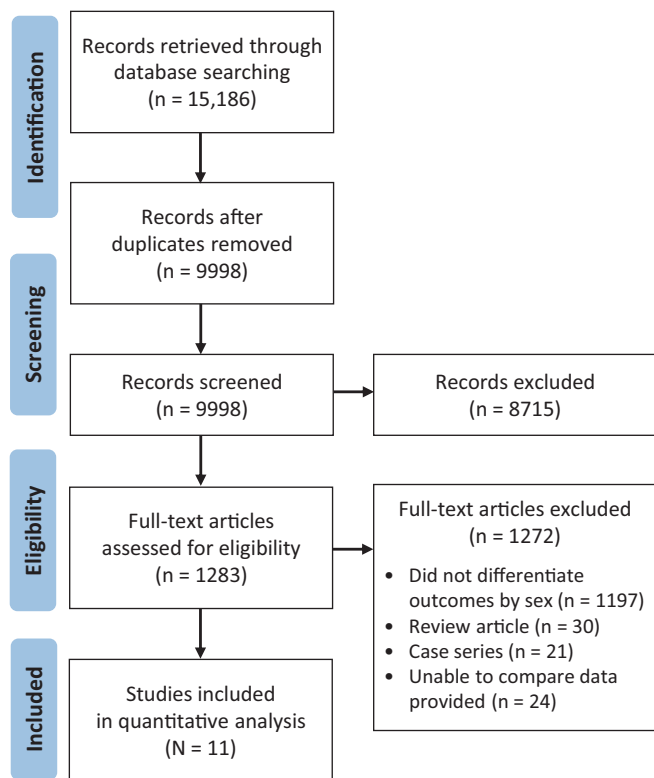 Identification
Records retrieved through
database searching
(n = 15,186)
Records after
duplicates removed
(n = 9998)
Screening
Records screened
(n = 9998)
Records excluded
(n = 8715)
Eligibility
Full-text articles
assessed for eligibility
(n = 1283)
Full-text articles excluded
(n = 1272)
• Did not differentiate
outcomes by sex (n = 1197)
• Review article (n = 30)
• Case series (n = 21)
• Unable to compare data
provided (n = 24)
Included
Studies included
in quantitative analysis
(N = 11)